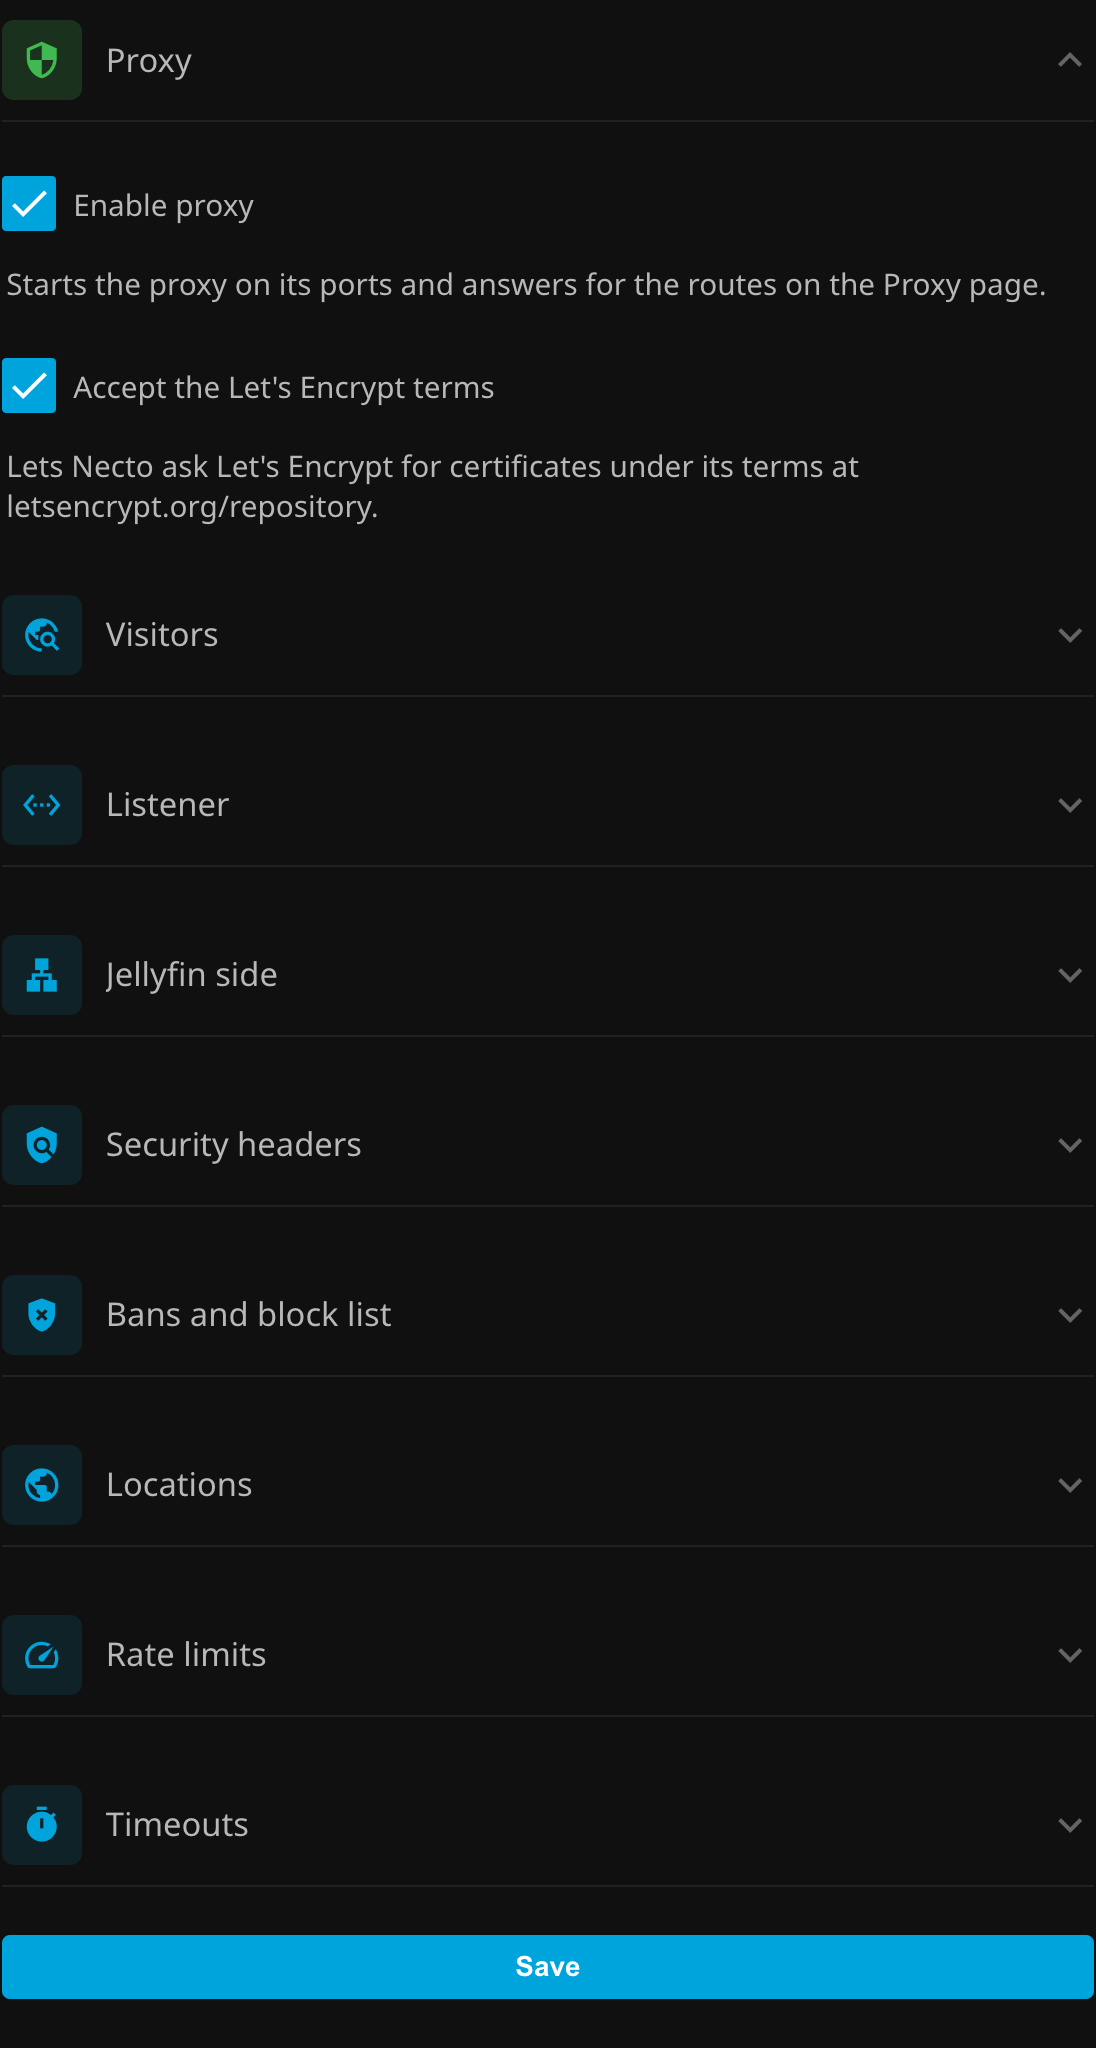 Proxy
Enable proxy
Starts the proxy on its ports and answers for the routes on the Proxy page.
Accept the Let's Encrypt terms
Lets Necto ask Let's Encrypt for certificates under its terms at
letsencrypt.org/repository.
Visitors
Listener
Jellyfin side
Security headers
Bans and block list
Locations
Rate limits
Timeouts
Save